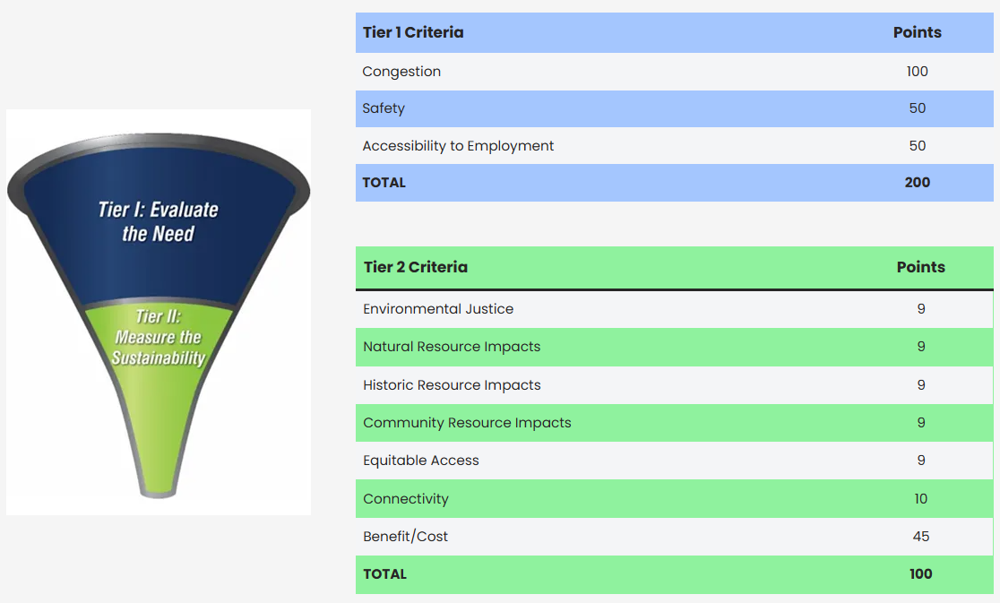 Tier I: Evaluate
the Need
Tier II:
Measure the
Sustainability
Tier 1 Criteria Points
Congestion 100
Safety 50
Accessibility to Employment 50
TOTAL 200
Tier 2 Criteria Points
Environmental Justice 9
Natural Resource Impacts 9
Historic Resource Impacts 9
Community Resource Impacts 9
Equitable Access 9
Connectivity 10
Benefit/Cost 45
TOTAL 100